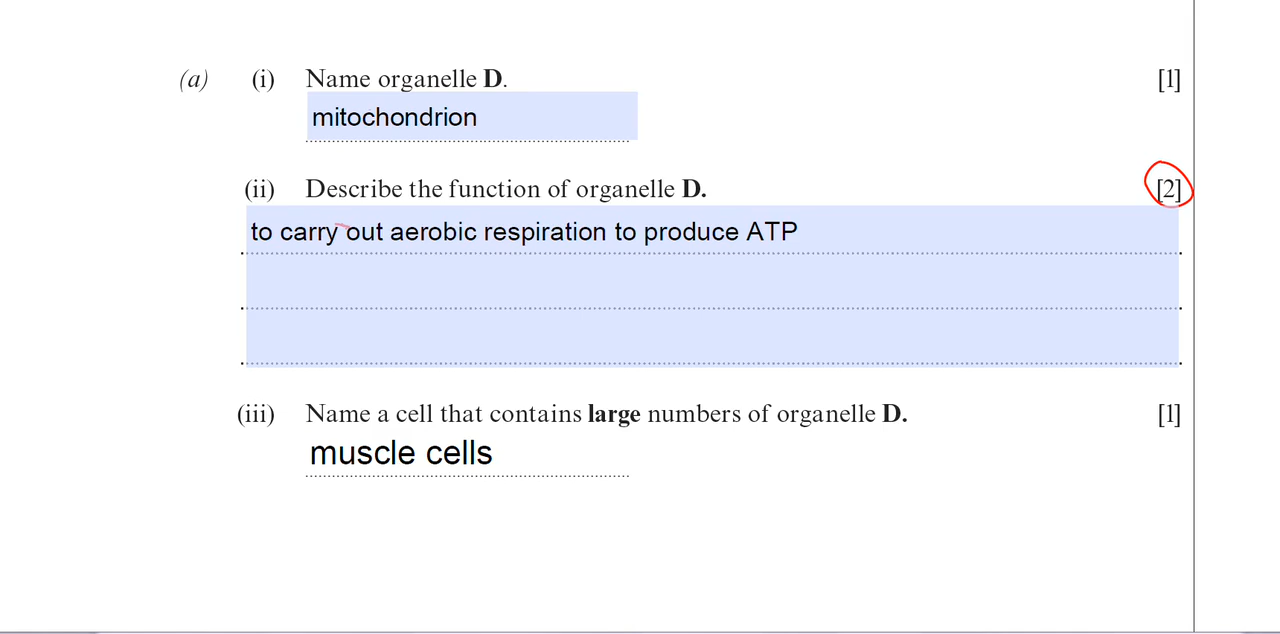 (a) (i) Name organelle D. [1]
mitochondrion
(ii) Describe the function of organelle D. [2]
to carry out aerobic respiration to produce ATP
(iii) Name a cell that contains large numbers of organelle D. [1]
muscle cells